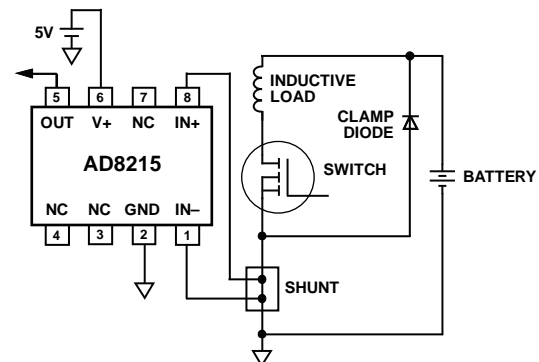 5V
5
6
7
8
OUT
V+
NC
IN+
AD8215
NC
NC
GND
IN–
4
3
2
1
INDUCTIVE
LOAD
CLAMP
DIODE
SWITCH
BATTERY
SHUNT